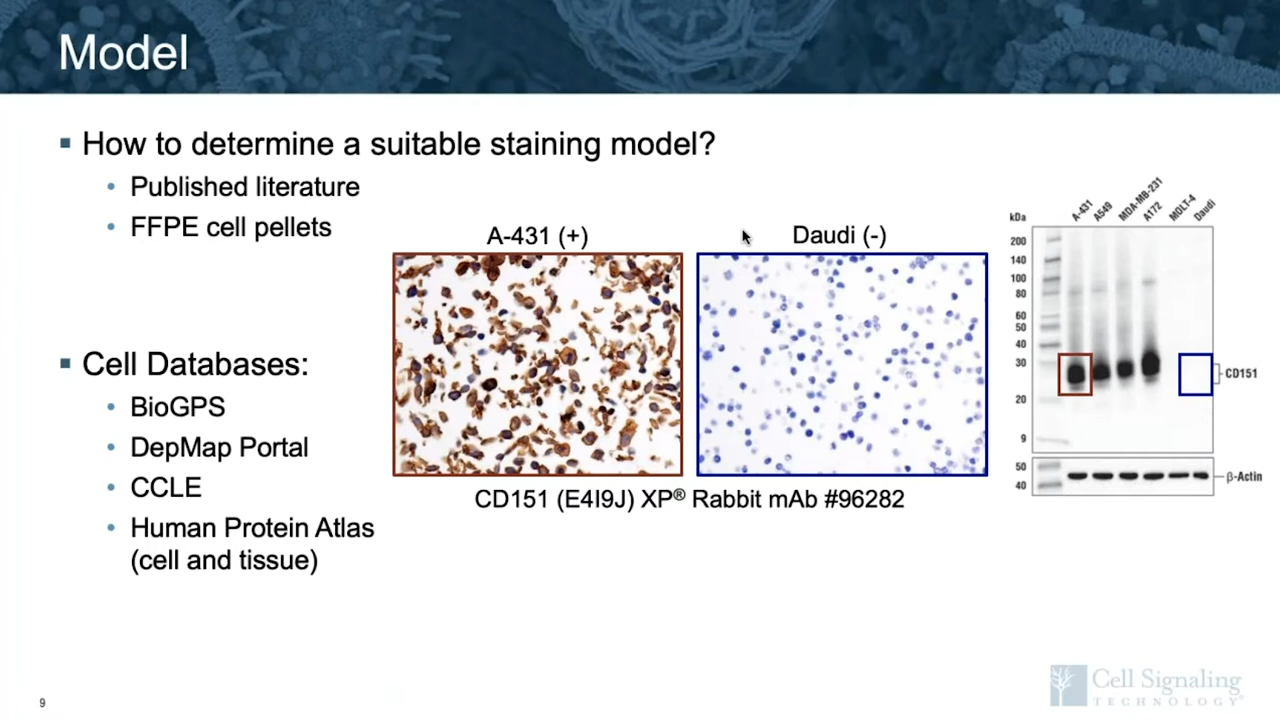 Model
▪ How to determine a suitable staining model?
• Published literature
• FFPE cell pellets
A-431 (+)
Daudi (-)
CD151 (E4I9J) XP® Rabbit mAb #96282
▪ Cell Databases:
• BioGPS
• DepMap Portal
• CCLE
• Human Protein Atlas
(cell and tissue)
kDa
A-431
A549
MDA-MB-231
A172
MOLT-4
Daudi
200
140
100
80
60
50
40
30
CD151
20
9
50
40
β-Actin
9
Cell Signaling
TECHNOLOGY®